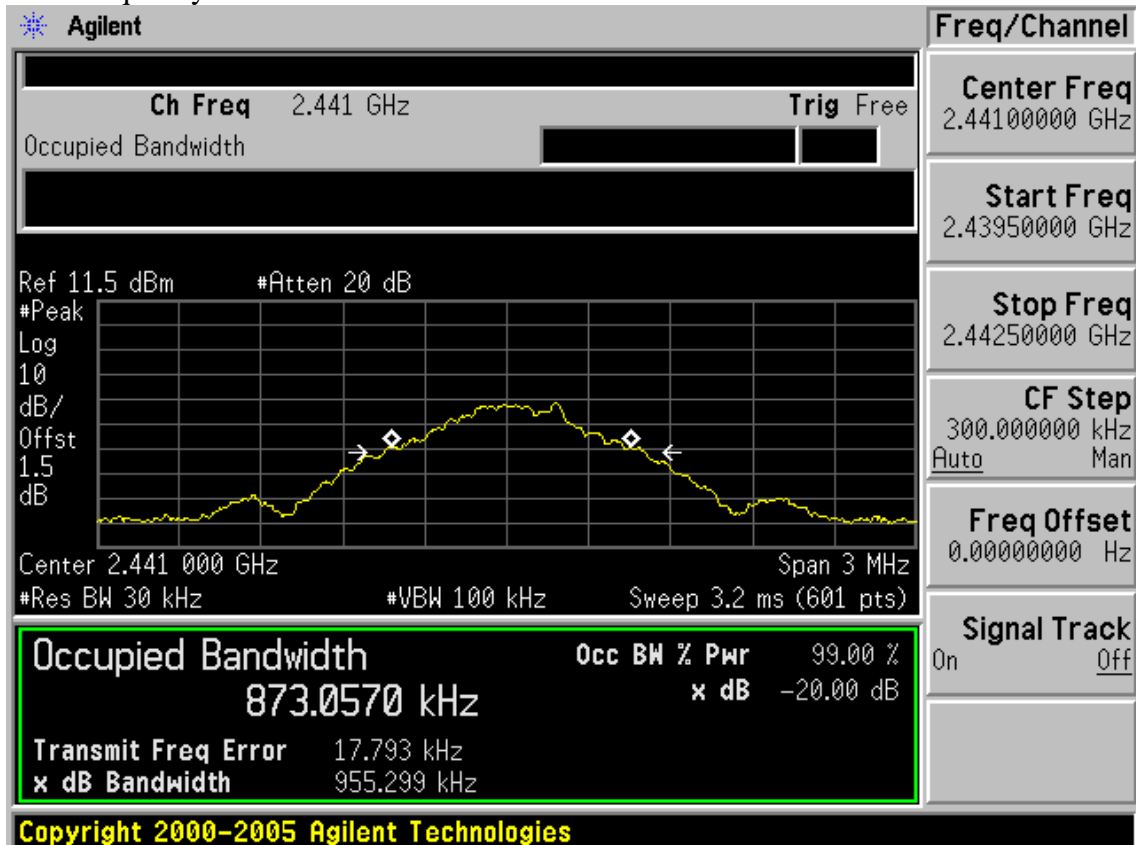 Agilent
Ch Freq 2.441 GHz Trig Free
Occupied Bandwidth
Ref 11.5 dBm #Atten 20 dB
#Peak
Log
10
dB/
Offst
1.5
dB
Center 2.441 000 GHz Span 3 MHz
#Res BW 30 kHz #VBW 100 kHz Sweep 3.2 ms (601 pts)
Occupied Bandwidth Occ BW % Pwr 99.00 %
873.0570 kHz x dB -20.00 dB
Transmit Freq Error 17.793 kHz
x dB Bandwidth 955.299 kHz
Copyright 2000-2005 Agilent Technologies
Freq/Channel
Center Freq
2.44100000 GHz
Start Freq
2.43950000 GHz
Stop Freq
2.44250000 GHz
CF Step
300.000000 kHz
Auto Man
Freq Offset
0.00000000 Hz
Signal Track
On Off